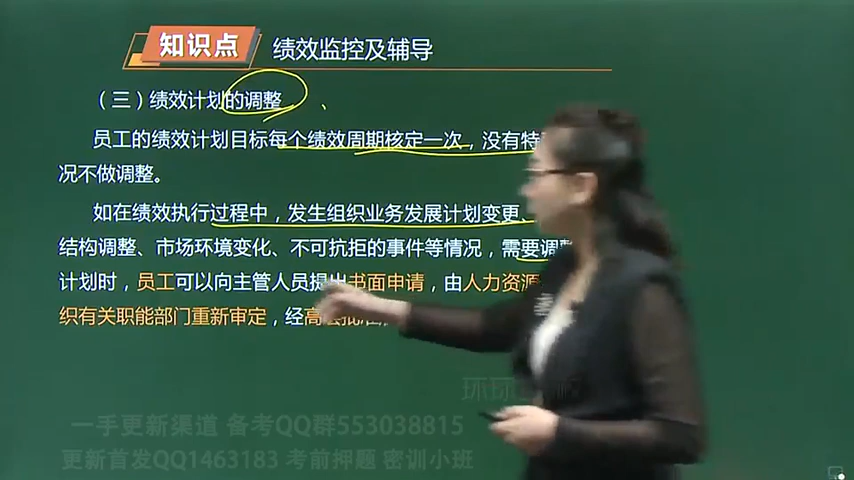 知识点 绩效监控及辅导
（三）绩效计划的调整
员工的绩效计划目标每个绩效周期核定一次，没有特
况不做调整。
如在绩效执行过程中，发生组织业务发展计划变更、
结构调整、市场环境变化、不可抗拒的事件等情况，需要调整
计划时，员工可以向主管人员提出书面申请，由人力资源
织有关职能部门重新审定，经高层批准
环球
一手更新渠道 备考QQ群553038815
更新首发QQ1463183 考前押题 密训小班